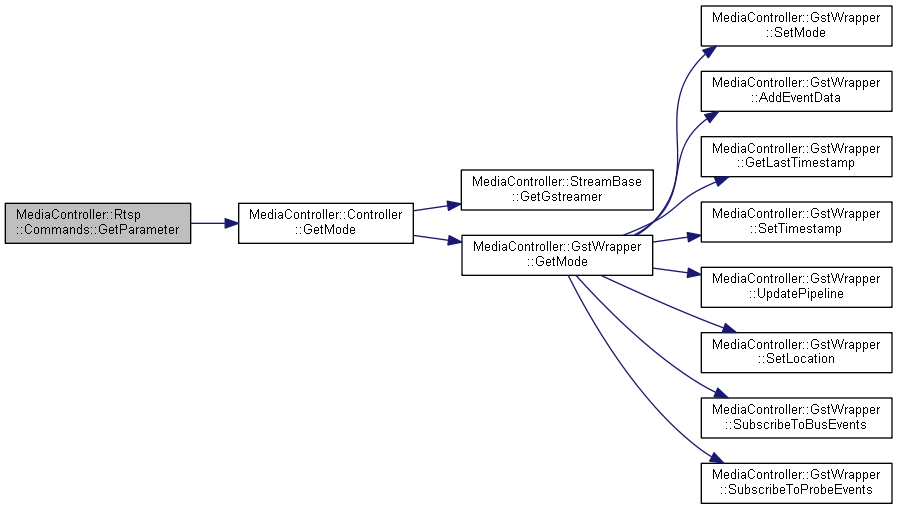 MediaController::Rtsp
::Commands::GetParameter
MediaController::Controller
::GetMode
MediaController::StreamBase
::GetGstreamer
MediaController::GstWrapper
::GetMode
MediaController::GstWrapper
::SetMode
MediaController::GstWrapper
::AddEventData
MediaController::GstWrapper
::GetLastTimestamp
MediaController::GstWrapper
::SetTimestamp
MediaController::GstWrapper
::UpdatePipeline
MediaController::GstWrapper
::SetLocation
MediaController::GstWrapper
::SubscribeToBusEvents
MediaController::GstWrapper
::SubscribeToProbeEvents